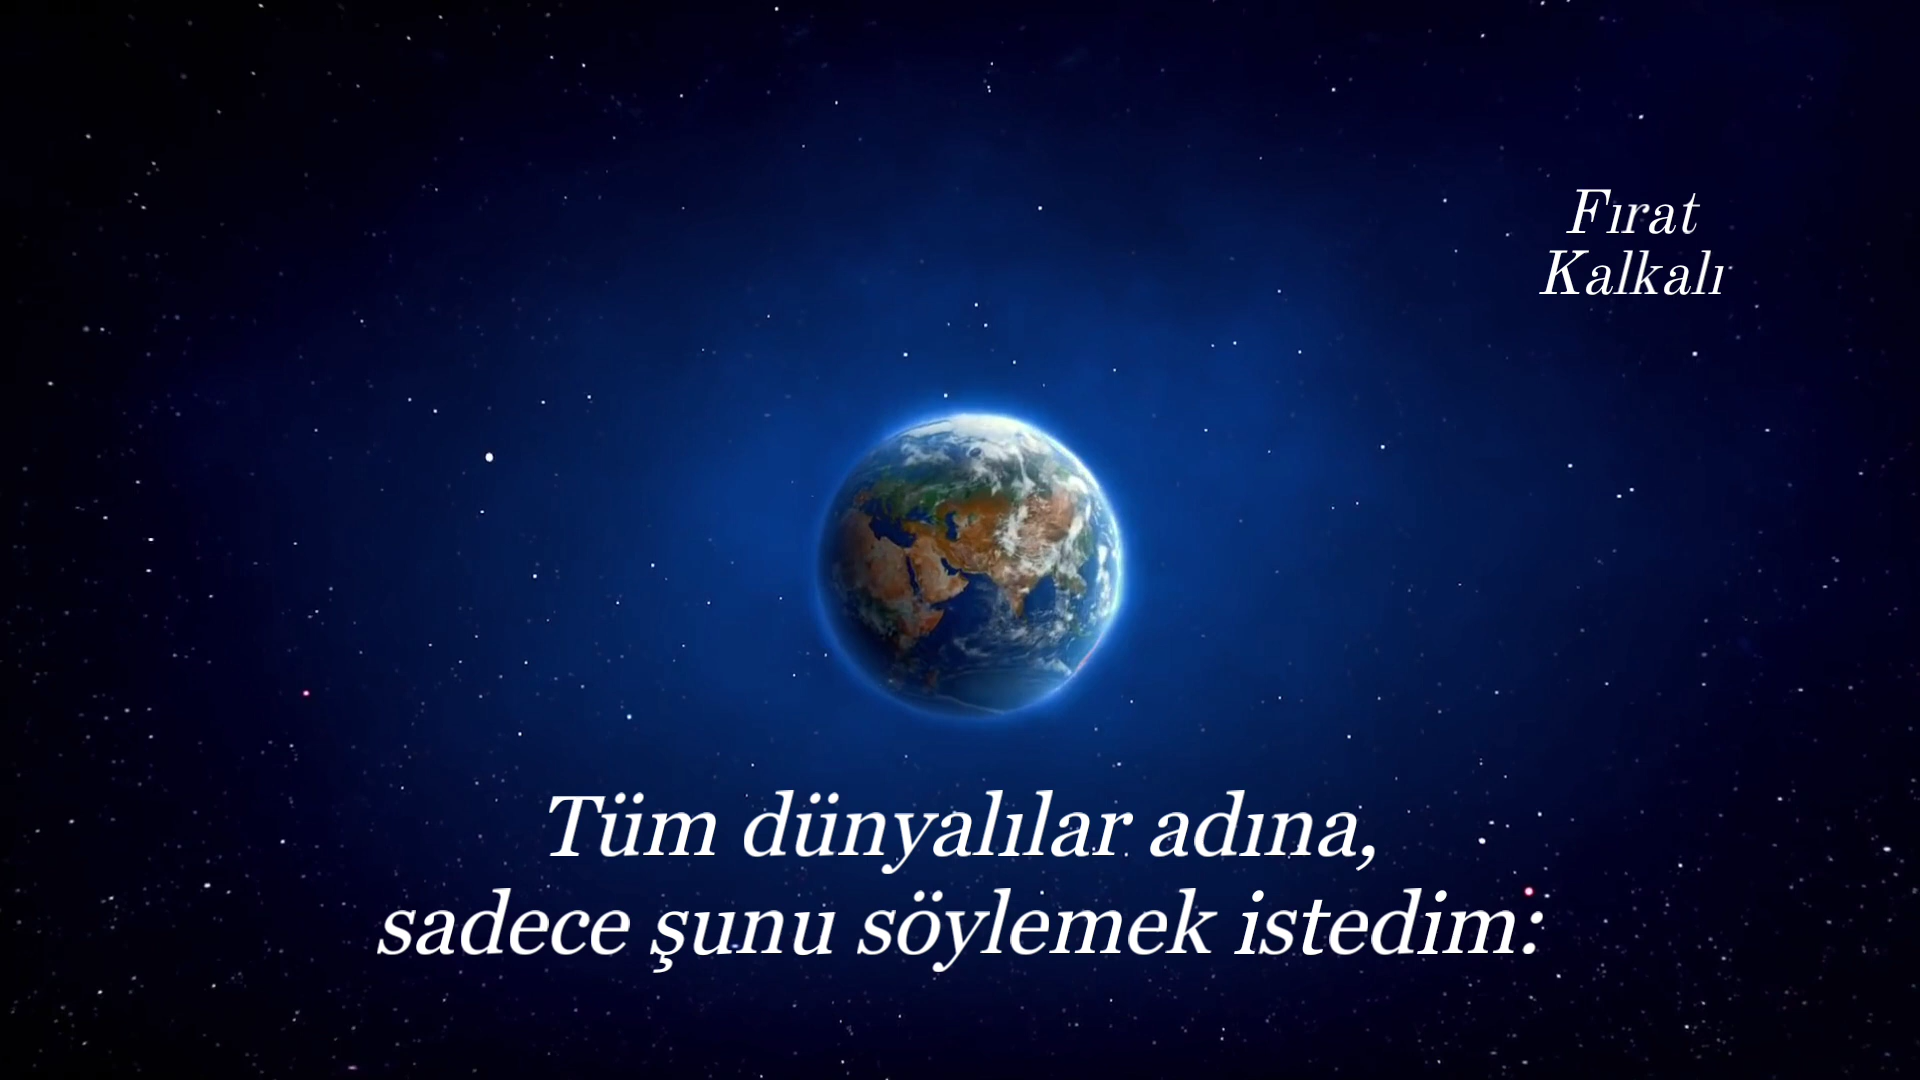 Fırat
Kalkalı
Tüm dünyalılar adına,
sadece şunu söylemek istedim: